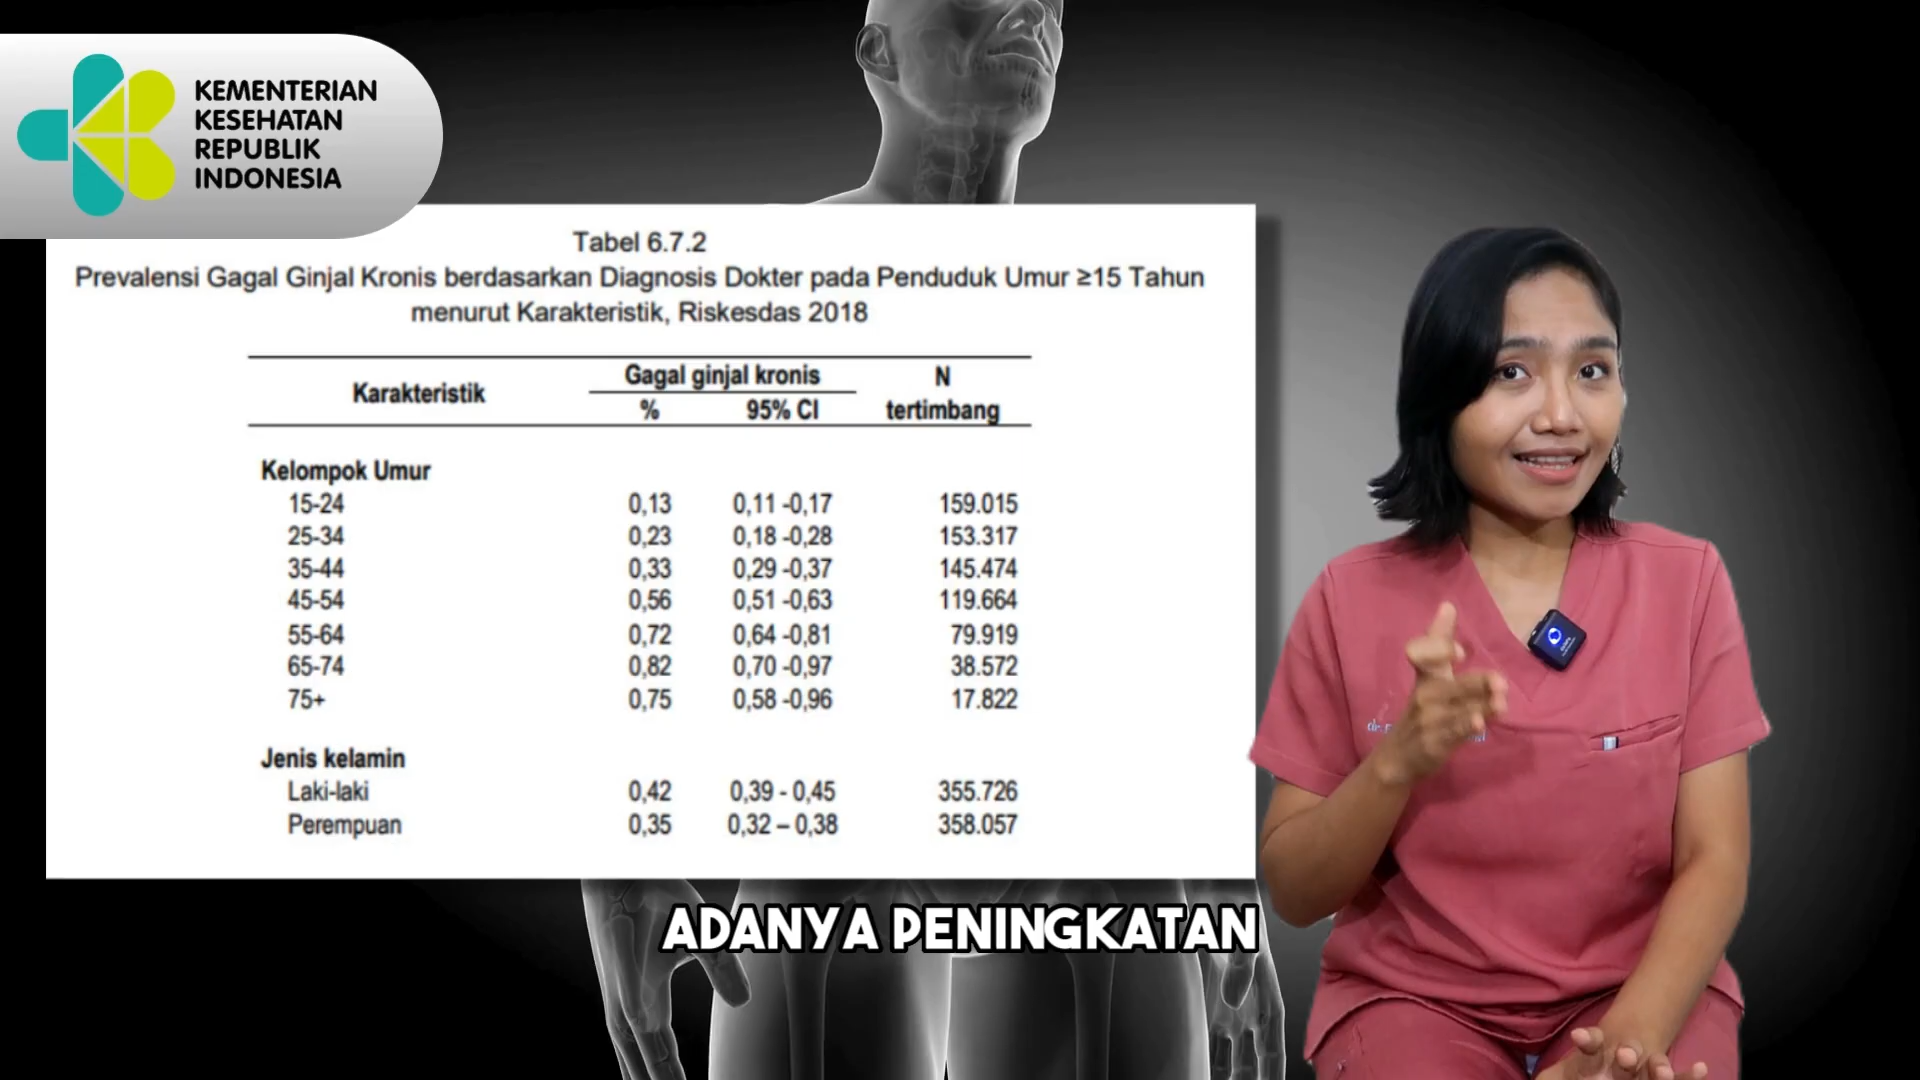 KEMENTERIAN
KESEHATAN
REPUBLIK
INDONESIA
Tabel 6.7.2
Prevalensi Gagal Ginjal Kronis berdasarkan Diagnosis Dokter pada Penduduk Umur ≥15 Tahun
menurut Karakteristik, Riskesdas 2018
Karakteristik Gagal ginjal kronis N
% 95% CI tertimbang
Kelompok Umur
15-24 0,13 0,11 -0,17 159.015
25-34 0,23 0,18 -0,28 153.317
35-44 0,33 0,29 -0,37 145.474
45-54 0,56 0,51 -0,63 119.664
55-64 0,72 0,64 -0,81 79.919
65-74 0,82 0,70 -0,97 38.572
75+ 0,75 0,58 -0,96 17.822
Jenis kelamin
Laki-laki 0,42 0,39 - 0,45 355.726
Perempuan 0,35 0,32 – 0,38 358.057
ADANYA PENINGKATAN